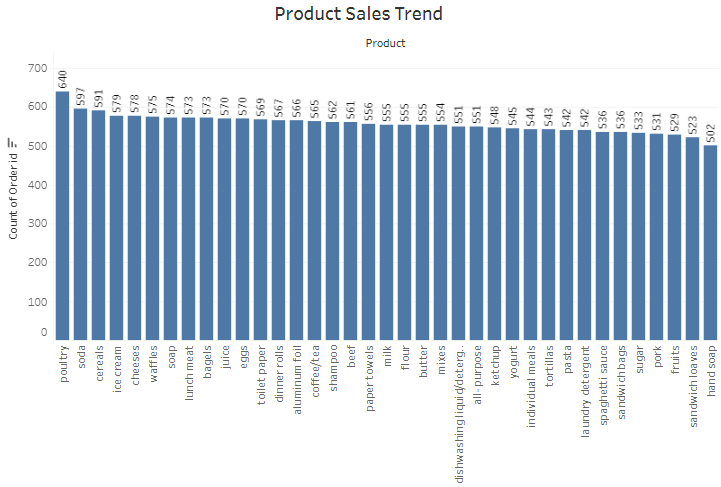 Product Sales Trend
Product
Count of Order id
700
600
500
400
300
200
100
0
640
597
591
579
578
575
574
573
573
570
570
569
567
566
565
562
561
556
555
555
555
554
551
551
548
545
544
543
542
542
536
536
533
531
529
523
502
poultry
soda
cereals
ice cream
cheeses
waffles
soap
lunch meat
bagels
juice
eggs
toilet paper
dinner rolls
aluminum foil
coffee/tea
shampoo
beef
paper towels
milk
flour
butter
mixes
dishwashing liquid/deterg..
all- purpose
ketchup
yogurt
individual meals
tortillas
pasta
laundry detergent
spaghetti sauce
sandwich bags
sugar
pork
fruits
sandwich loaves
hand soap